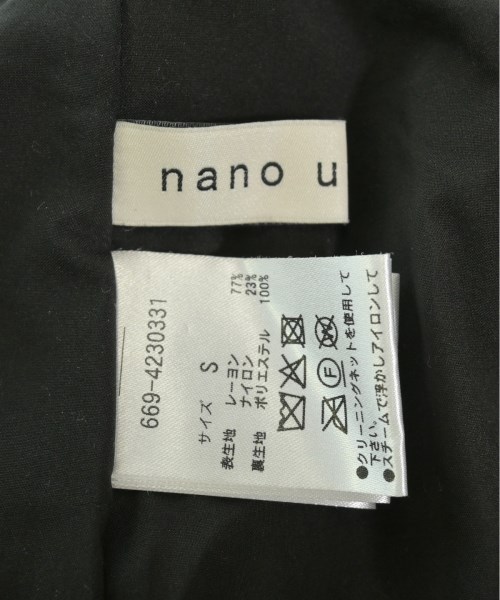 nano u
669-4230331
サイズ S
表生地 レーヨン 77%
ナイロン 23%
裏生地 ポリエステル 100%
●クリーニングネットを使用して
下さい。
●スチームで浮かしアイロンして